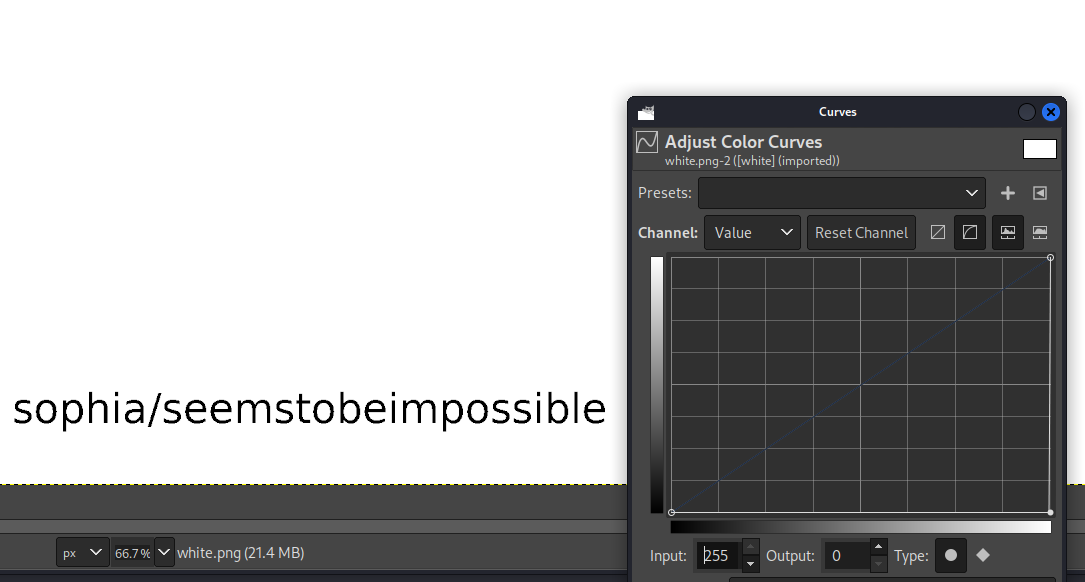 Curves
Adjust Color Curves
white.png-2 ([white] (imported))
Presets:
Channel: Value Reset Channel
sophia/seemstobeimpossible
Input: 255 Output: 0 Type:
px 66.7% white.png (21.4 MB)